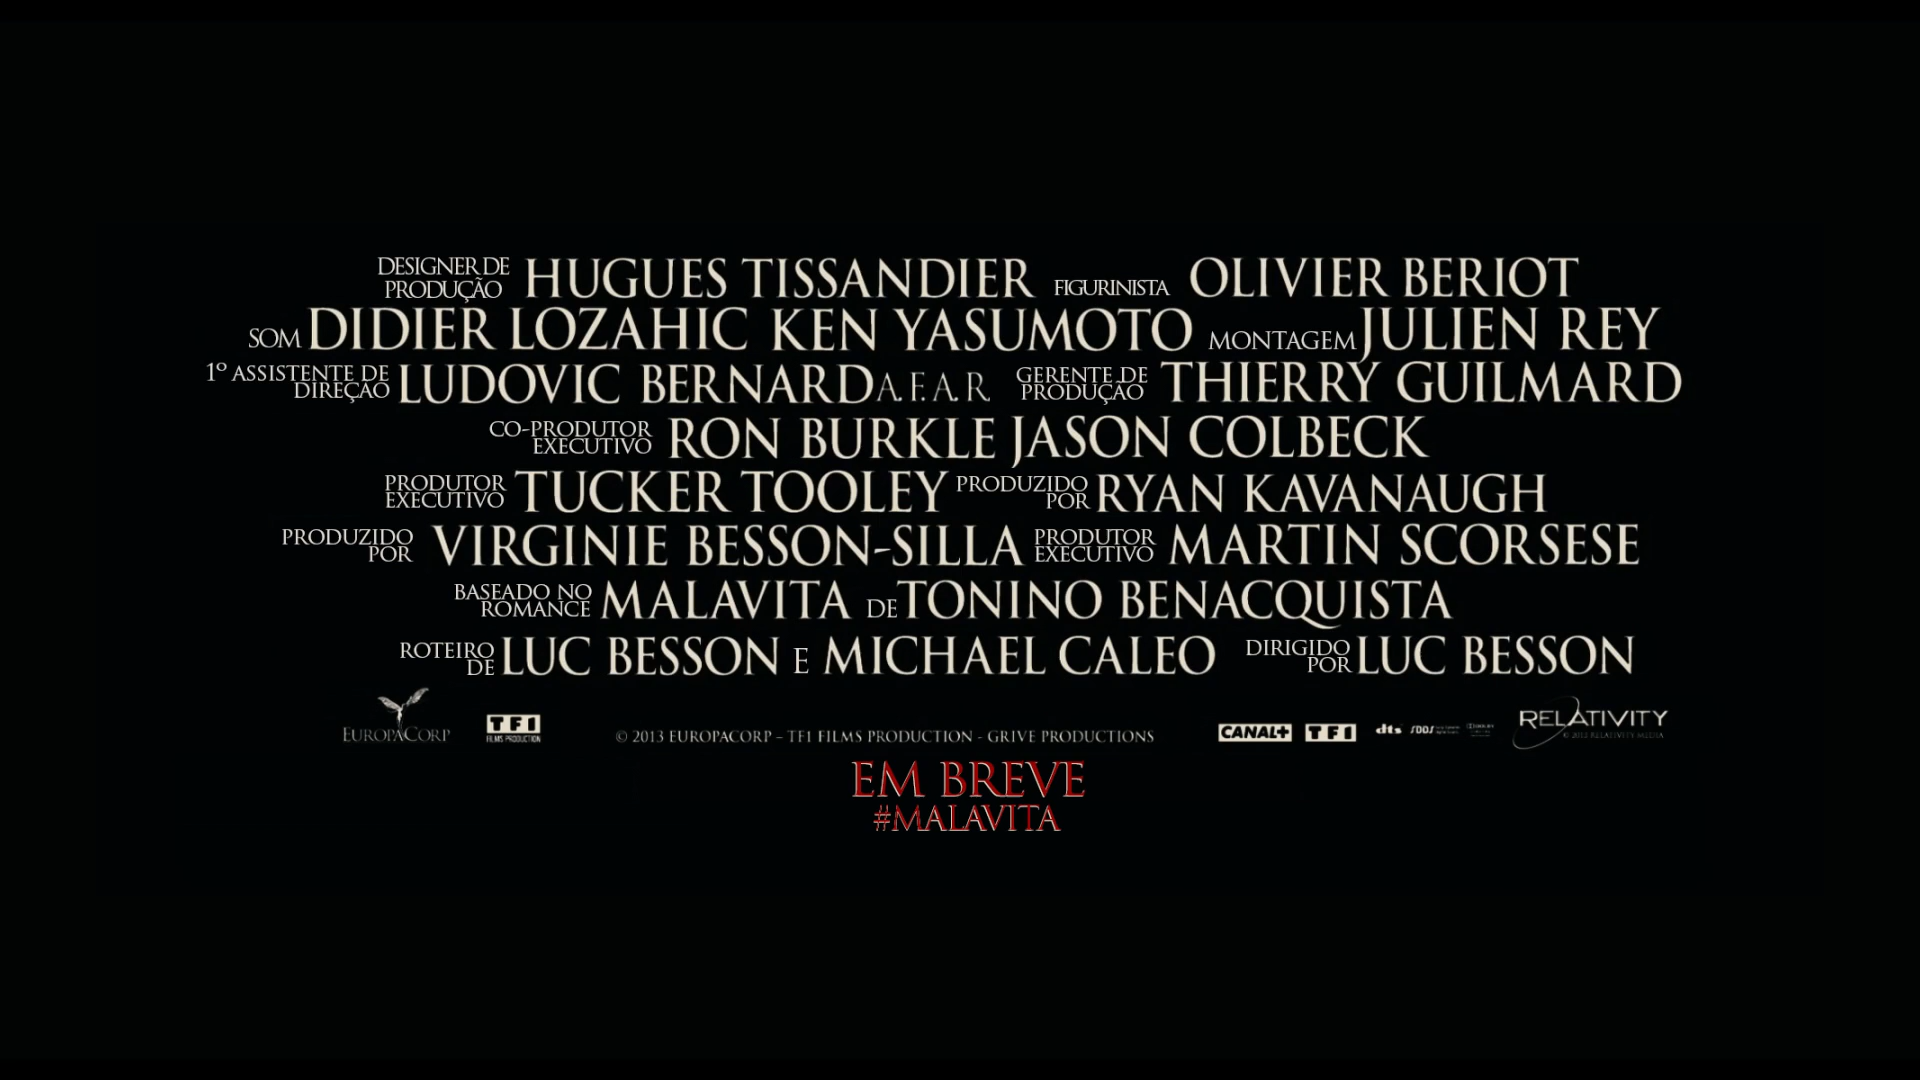 DESIGNER DE PRODUÇÃO HUGUES TISSANDIER FIGURINISTA OLIVIER BERIOT
SOM DIDIER LOZAHIC KEN YASUMOTO MONTAGEM JULIEN REY
1º ASSISTENTE DE DIREÇAO LUDOVIC BERNARD A.F.A.R. GERENTE DE PRODUÇÃO THIERRY GUILMARD
CO-PRODUTOR EXECUTIVO RON BURKLE JASON COLBECK
PRODUTOR EXECUTIVO TUCKER TOOLEY PRODUZIDO POR RYAN KAVANAUGH
PRODUZIDO POR VIRGINIE BESSON-SILLA PRODUTOR EXECUTIVO MARTIN SCORSESE
BASEADO NO ROMANCE MALAVITA DE TONINO BENACQUISTA
ROTEIRO DE LUC BESSON E MICHAEL CALEO DIRIGIDO POR LUC BESSON
EUROPACORP TF1 FILMS PRODUCTION © 2013 EUROPACORP – TF1 FILMS PRODUCTION - GRIVE PRODUCTIONS CANAL+ TF1 dts SDDS RELATIVITY
EM BREVE
#MALAVITA